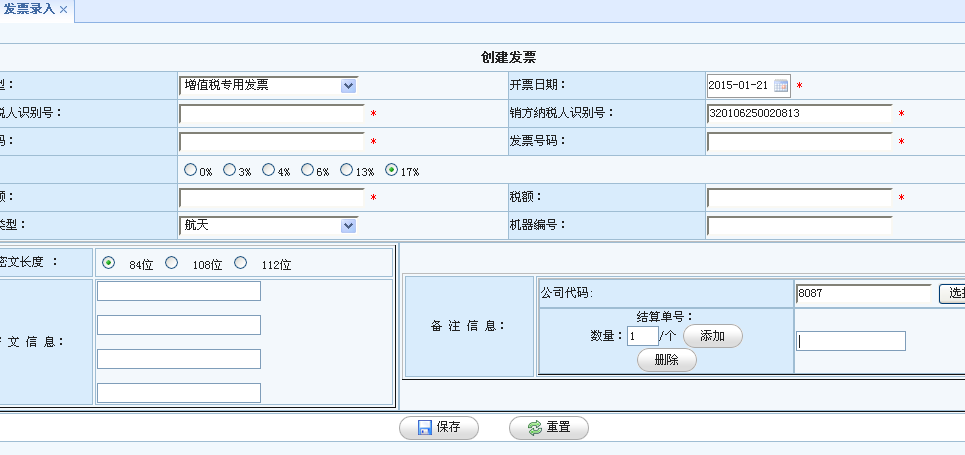 发票录入 ×
创建发票
型： 增值税专用发票 开票日期： 2015-01-21 *
税人识别号： * 销方纳税人识别号： 320106250020813 *
码： * 发票号码： *
0% 3% 4% 6% 13% 17%
额： * 税额： *
类型： 航天 机器编号：
密文长度 ： 84位 108位 112位
公司代码: 8087 选择
密 文 信 息： 备 注 信 息： 结算单号：
数量： 1 /个 添加
删除
保存 重置